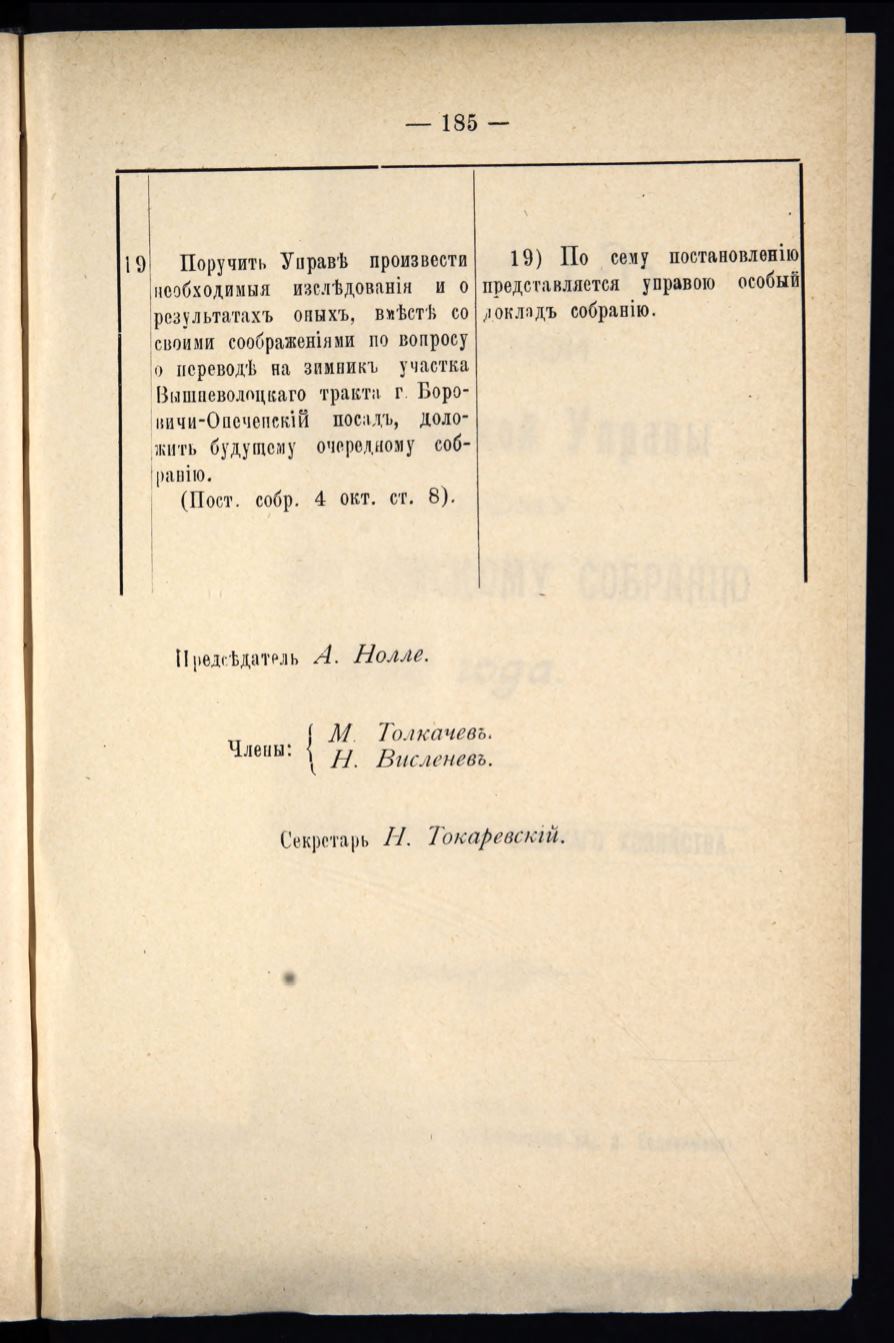 — 185 —
19 Поручить Управѣ произвести
необходимыя изслѣдованія и о
результатахъ оныхъ, вмѣстѣ со
своими соображеніями по вопросу
о переводѣ на зимникъ участка
Вышневолоцкаго тракта г. Боро-
вичи-Опеченскій посадъ, доло-
жить будущему очередному соб-
ранію.
(Пост. собр. 4 окт. ст. 8).
19) По сему постановленію
представляется управою особый
докладъ собранію.
Предсѣдатель А. Нолле.
Члены: { М. Толкачевъ.
Н. Висленевъ.
Секретарь Н. Токаревскій.